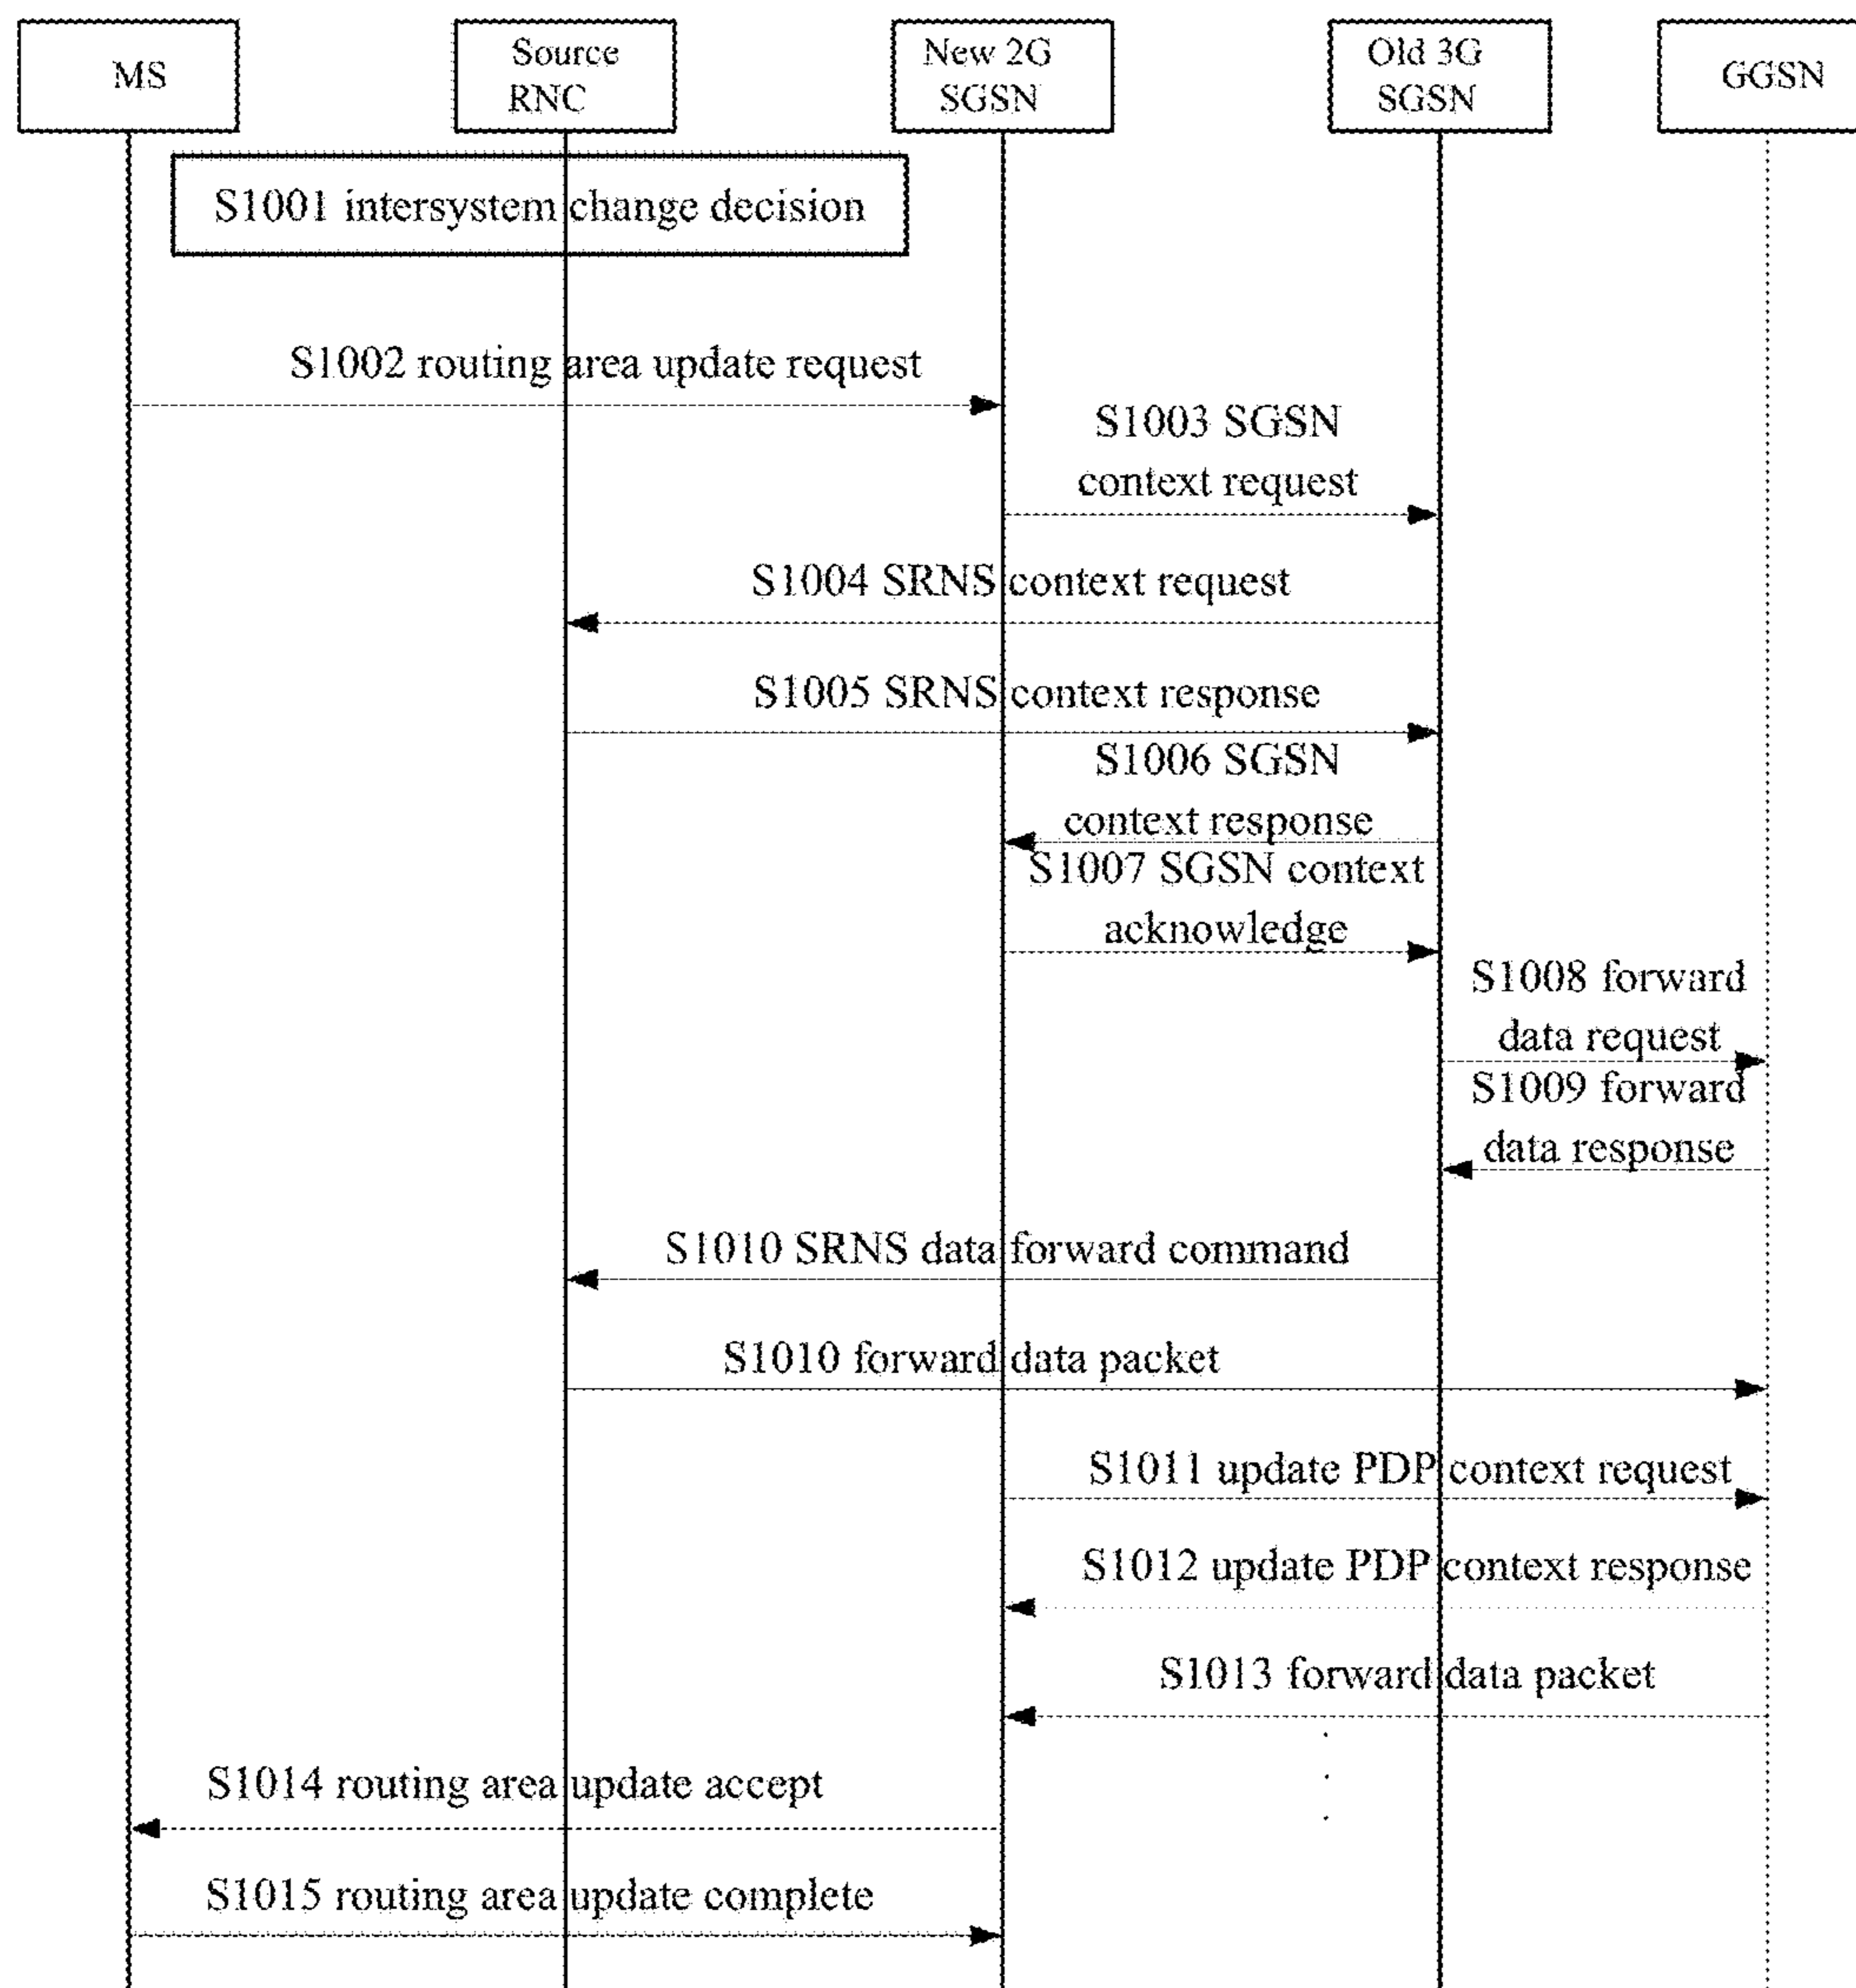 MS
Source
RNC
New 2G
SGSN
Old 3G
SGSN
GGSN
S1001 intersystem change decision
S1002 routing area update request
S1003 SGSN
context request
S1004 SRNS context request
S1005 SRNS context response
S1006 SGSN
context response
S1007 SGSN context
acknowledge
S1008 forward
data request
S1009 forward
data response
S1010 SRNS data forward command
S1010 forward data packet
S1011 update PDP context request
S1012 update PDP context response
S1013 forward data packet
S1014 routing area update accept
S1015 routing area update complete